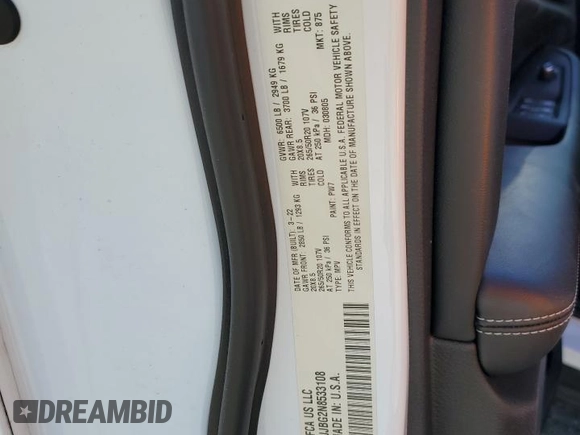 FCA US LLC
DATE OF MFR (BUILT): 3-22
GVWR: 6500 LB / 2949 KG
GAWR FRONT: 2850 LB / 1293 KG WITH
20X8.5 RIMS
265/50R20 107V TIRES
AT 250 kPa / 36 PSI COLD
GAWR REAR: 3700 LB / 1679 KG WITH
20X8.5 RIMS
265/50R20 107V TIRES
AT 250 kPa / 36 PSI COLD
TYPE: MPV
PAINT: PW7
MDH: 030805
MKT: 875
THIS VEHICLE CONFORMS TO ALL APPLICABLE U.S.A. FEDERAL MOTOR VEHICLE SAFETY
STANDARDS IN EFFECT ON THE DATE OF MANUFACTURE SHOWN ABOVE.
JBG2N8533108
MADE IN U.S.A.